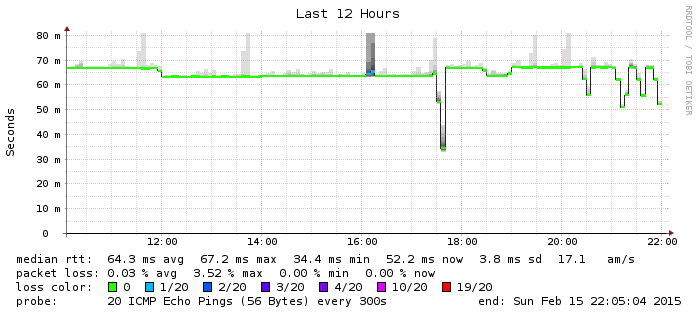 Last 12 Hours
RRDTOOL / TOBI OETIKER
80 m
70 m
60 m
50 m
40 m
30 m
20 m
10 m
0
Seconds
12:00 14:00 16:00 18:00 20:00 22:00
median rtt: 64.3 ms avg 67.2 ms max 34.4 ms min 52.2 ms now 3.8 ms sd 17.1 am/s
packet loss: 0.03 % avg 3.52 % max 0.00 % min 0.00 % now
loss color: 0 1/20 2/20 3/20 4/20 10/20 19/20
probe: 20 ICMP Echo Pings (56 Bytes) every 300s end: Sun Feb 15 22:05:04 2015